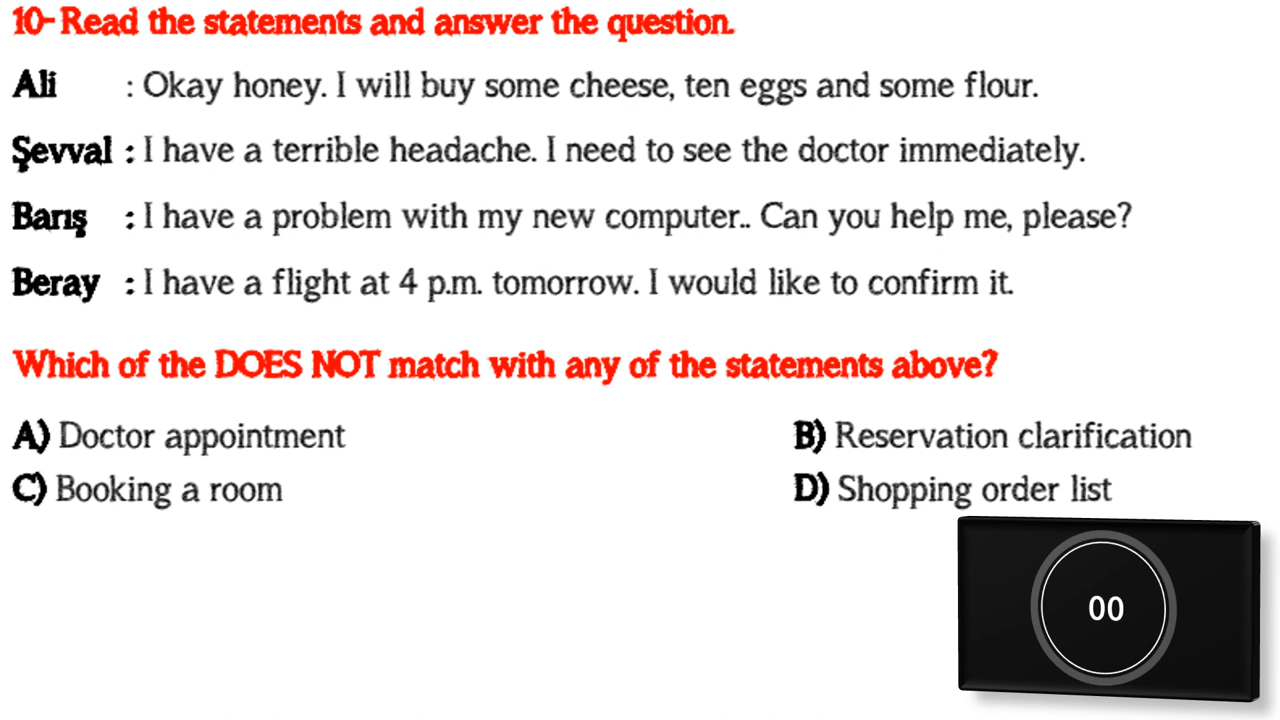 10- Read the statements and answer the question.
Ali : Okay honey. I will buy some cheese, ten eggs and some flour.
Şevval : I have a terrible headache. I need to see the doctor immediately.
Barış : I have a problem with my new computer.. Can you help me, please?
Beray : I have a flight at 4 p.m. tomorrow. I would like to confirm it.
Which of the DOES NOT match with any of the statements above?
A) Doctor appointment B) Reservation clarification
C) Booking a room D) Shopping order list
00